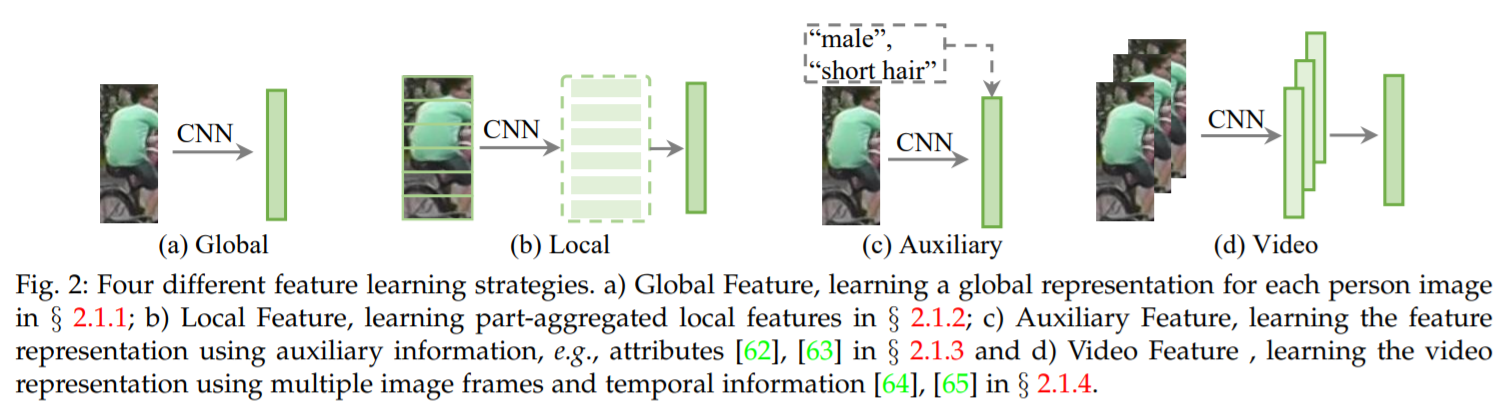 "male",
"short hair"
CNN
CNN
CNN
CNN
(a) Global
(b) Local
(c) Auxiliary
(d) Video
Fig. 2: Four different feature learning strategies. a) Global Feature, learning a global representation for each person image
in § 2.1.1; b) Local Feature, learning part-aggregated local features in § 2.1.2; c) Auxiliary Feature, learning the feature
representation using auxiliary information, e.g., attributes [62], [63] in § 2.1.3 and d) Video Feature , learning the video
representation using multiple image frames and temporal information [64], [65] in § 2.1.4.